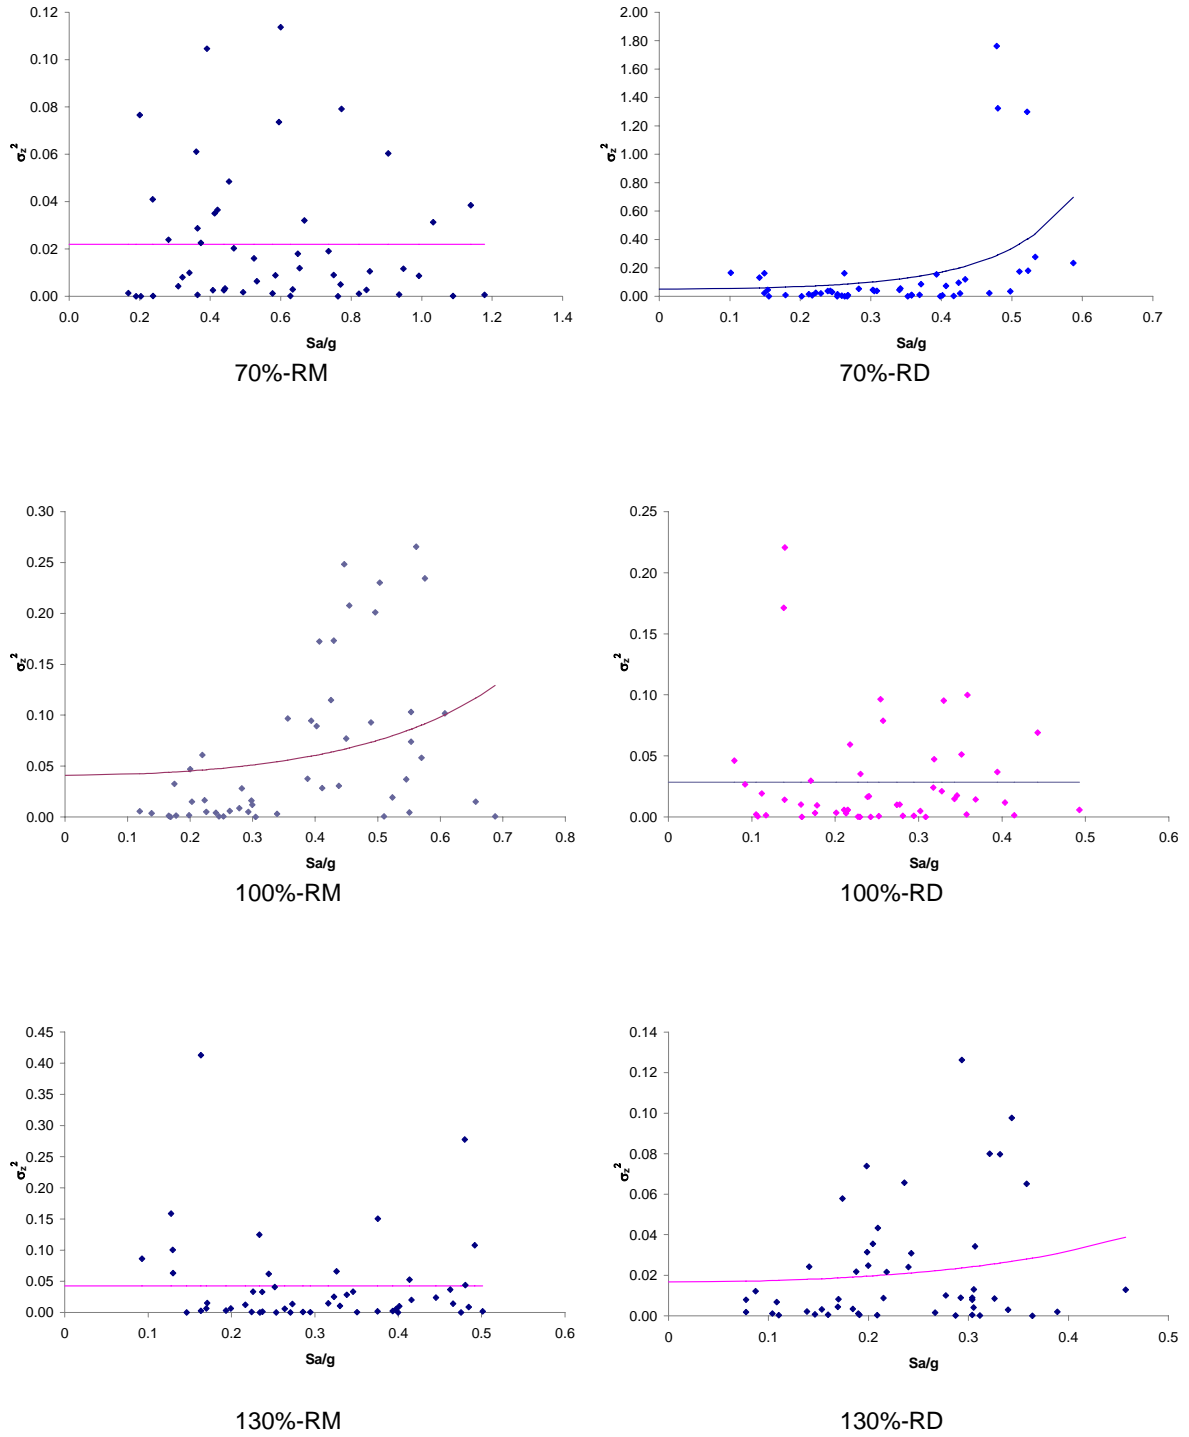 0.12
0.10
0.08
0.06
0.04
0.02
0.00
σz²
0.0 0.2 0.4 0.6 0.8 1.0 1.2 1.4
Sa/g
70%-RM
2.00
1.80
1.60
1.40
1.20
1.00
0.80
0.60
0.40
0.20
0.00
σz²
0 0.1 0.2 0.3 0.4 0.5 0.6 0.7
Sa/g
70%-RD
0.30
0.25
0.20
0.15
0.10
0.05
0.00
σz²
0 0.1 0.2 0.3 0.4 0.5 0.6 0.7 0.8
Sa/g
100%-RM
0.25
0.20
0.15
0.10
0.05
0.00
σz²
0 0.1 0.2 0.3 0.4 0.5 0.6
Sa/g
100%-RD
0.45
0.40
0.35
0.30
0.25
0.20
0.15
0.10
0.05
0.00
σz²
0 0.1 0.2 0.3 0.4 0.5 0.6
Sa/g
130%-RM
0.14
0.12
0.10
0.08
0.06
0.04
0.02
0.00
σz²
0 0.1 0.2 0.3 0.4 0.5
Sa/g
130%-RD